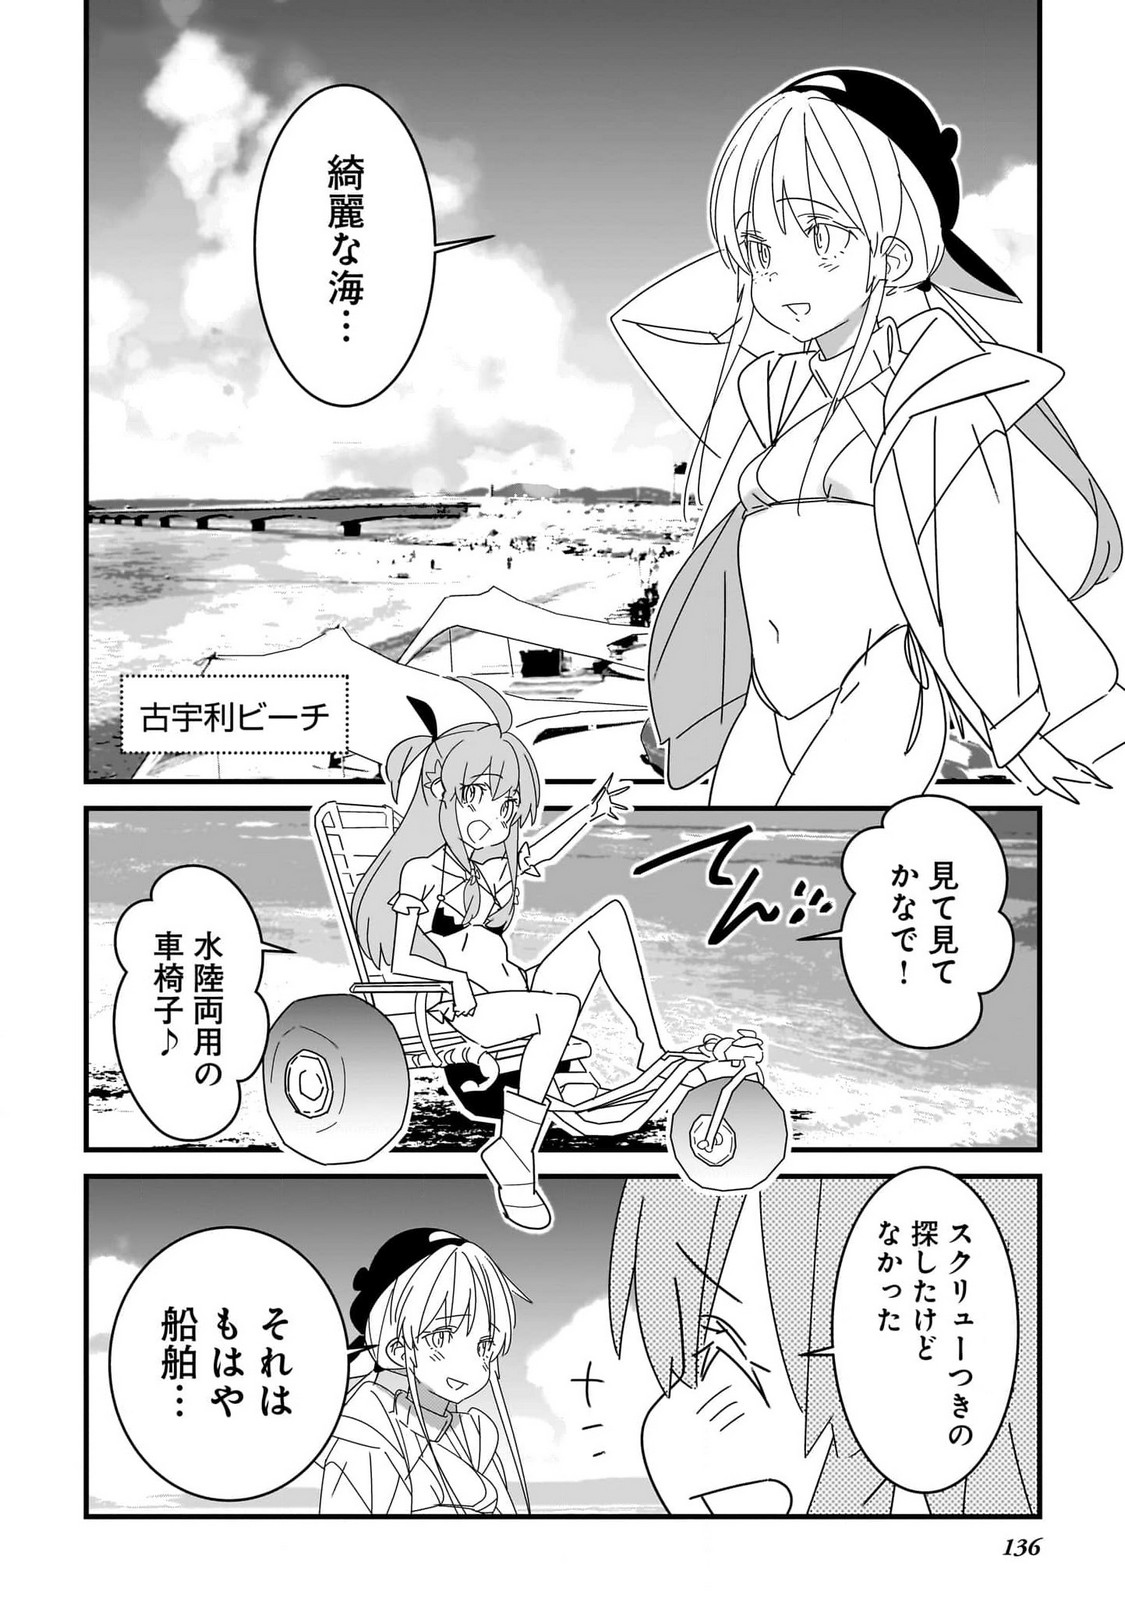 綺麗な海…
古宇利ビーチ
見て見て
かなで！
てんっ
水陸両用の
車椅子♪
スクリューつきの
探したけど
なかった
それは
もはや
船舶…
136